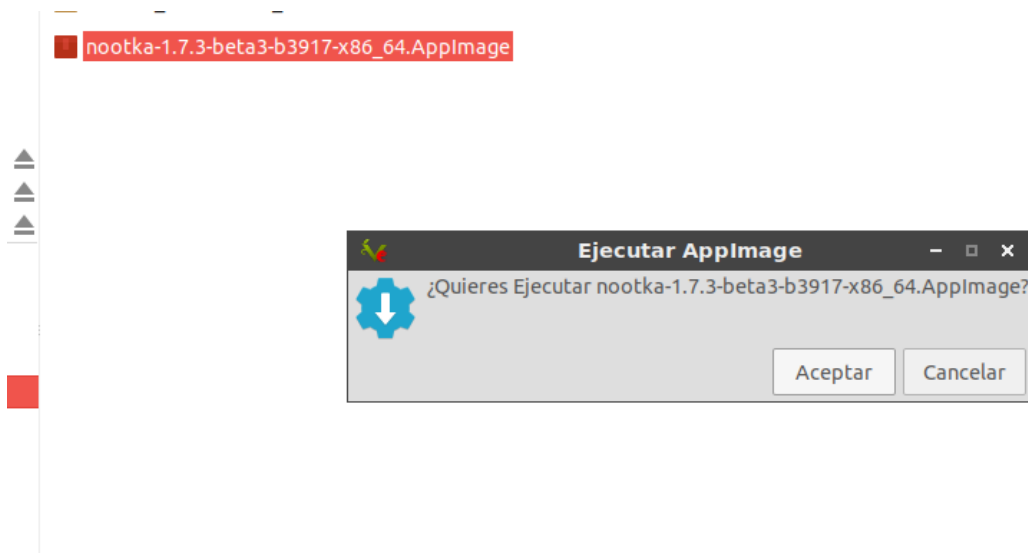 nootka-1.7.3-beta3-b3917-x86_64.AppImage
Ejecutar AppImage
¿Quieres Ejecutar nootka-1.7.3-beta3-b3917-x86_64.AppImage?
Aceptar
Cancelar